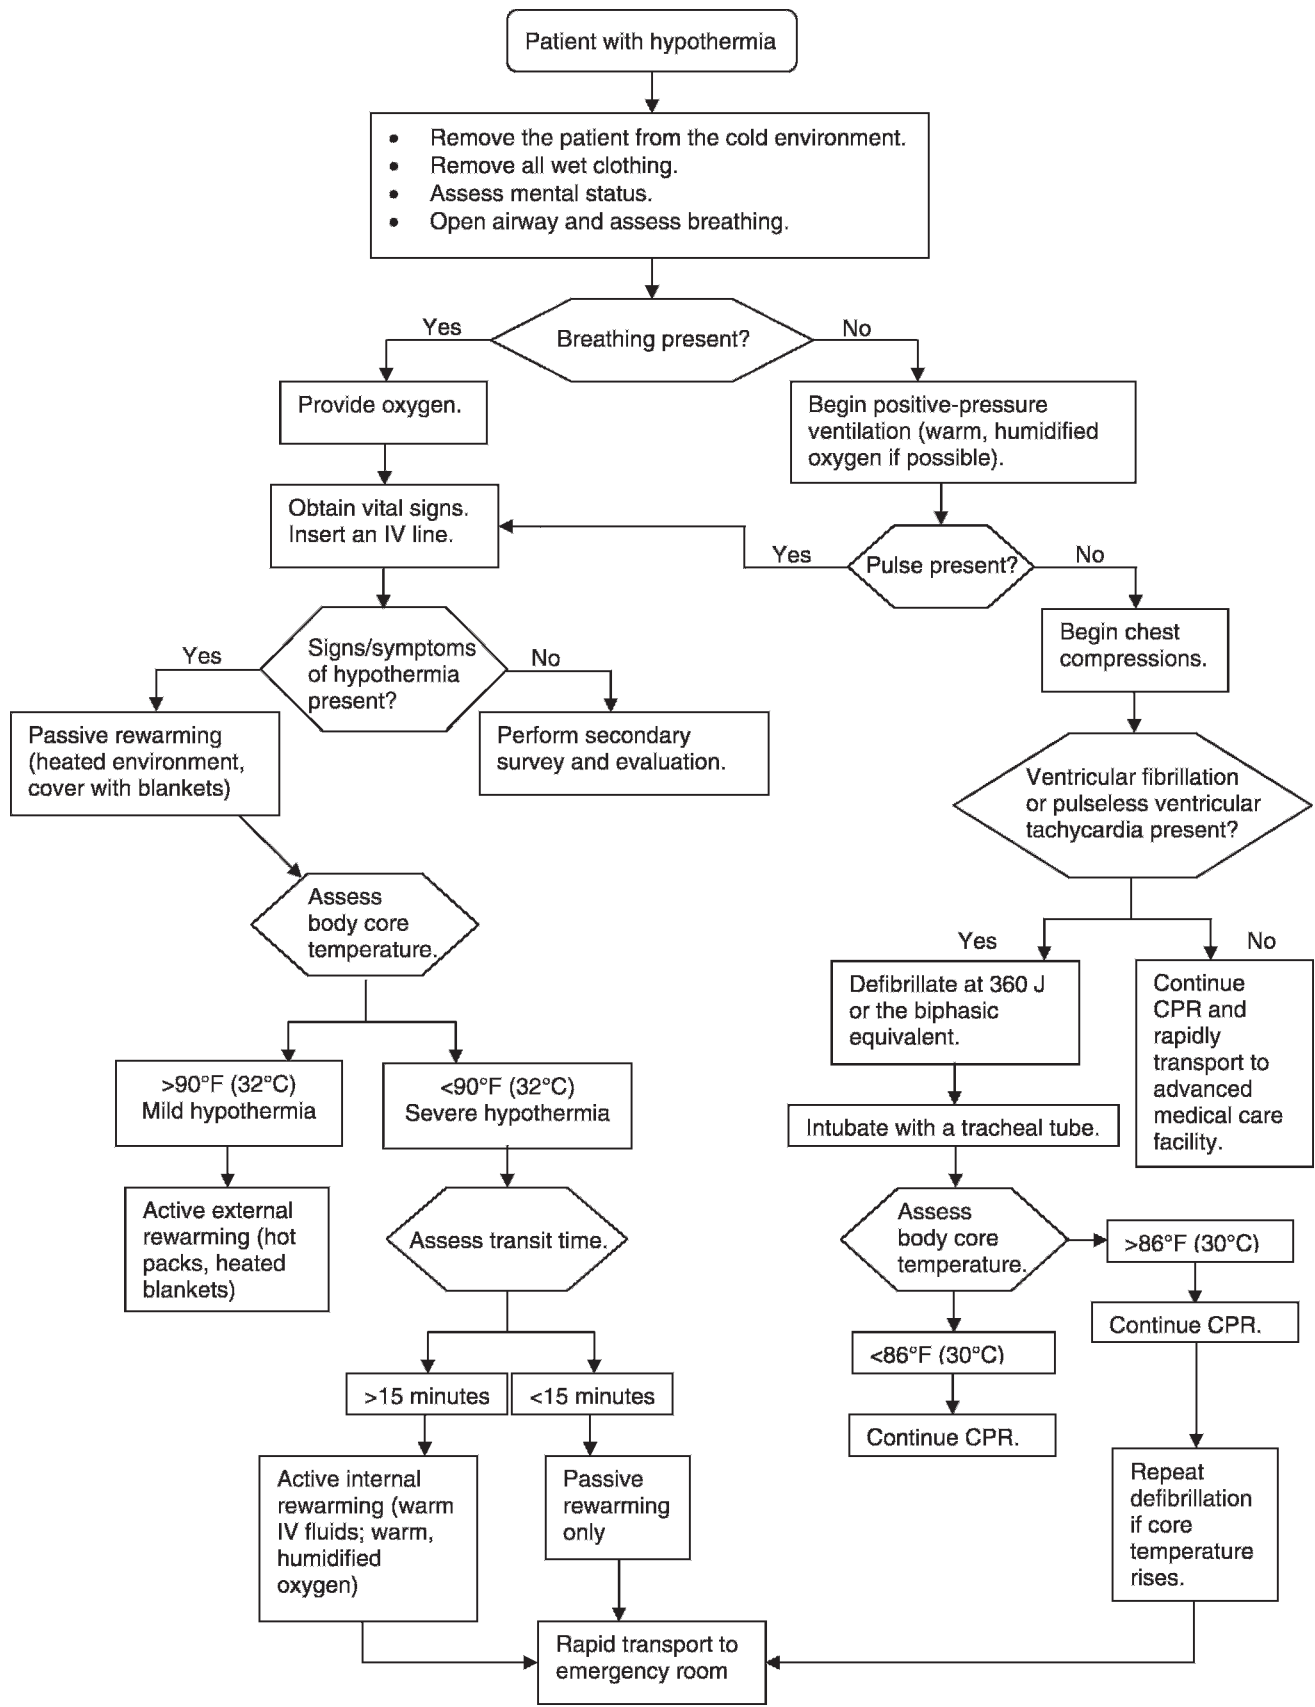 Patient with hypothermia
• Remove the patient from the cold environment.
• Remove all wet clothing.
• Assess mental status.
• Open airway and assess breathing.
Yes
Breathing present?
No
Provide oxygen.
Begin positive-pressure
ventilation (warm, humidified
oxygen if possible).
Obtain vital signs.
Insert an IV line.
Yes
Pulse present?
No
Begin chest
compressions.
Yes
Signs/symptoms
of hypothermia
present?
No
Passive rewarming
(heated environment,
cover with blankets)
Perform secondary
survey and evaluation.
Ventricular fibrillation
or pulseless ventricular
tachycardia present?
Assess
body core
temperature.
Yes
No
Defibrillate at 360 J
or the biphasic
equivalent.
Continue
CPR and
rapidly
transport to
advanced
medical care
facility.
>90°F (32°C)
Mild hypothermia
<90°F (32°C)
Severe hypothermia
Intubate with a tracheal tube.
Active external
rewarming (hot
packs, heated
blankets)
Assess transit time.
Assess
body core
temperature.
>86°F (30°C)
Continue CPR.
<86°F (30°C)
Continue CPR.
>15 minutes
<15 minutes
Active internal
rewarming (warm
IV fluids; warm,
humidified
oxygen)
Passive
rewarming
only
Repeat
defibrillation
if core
temperature
rises.
Rapid transport to
emergency room